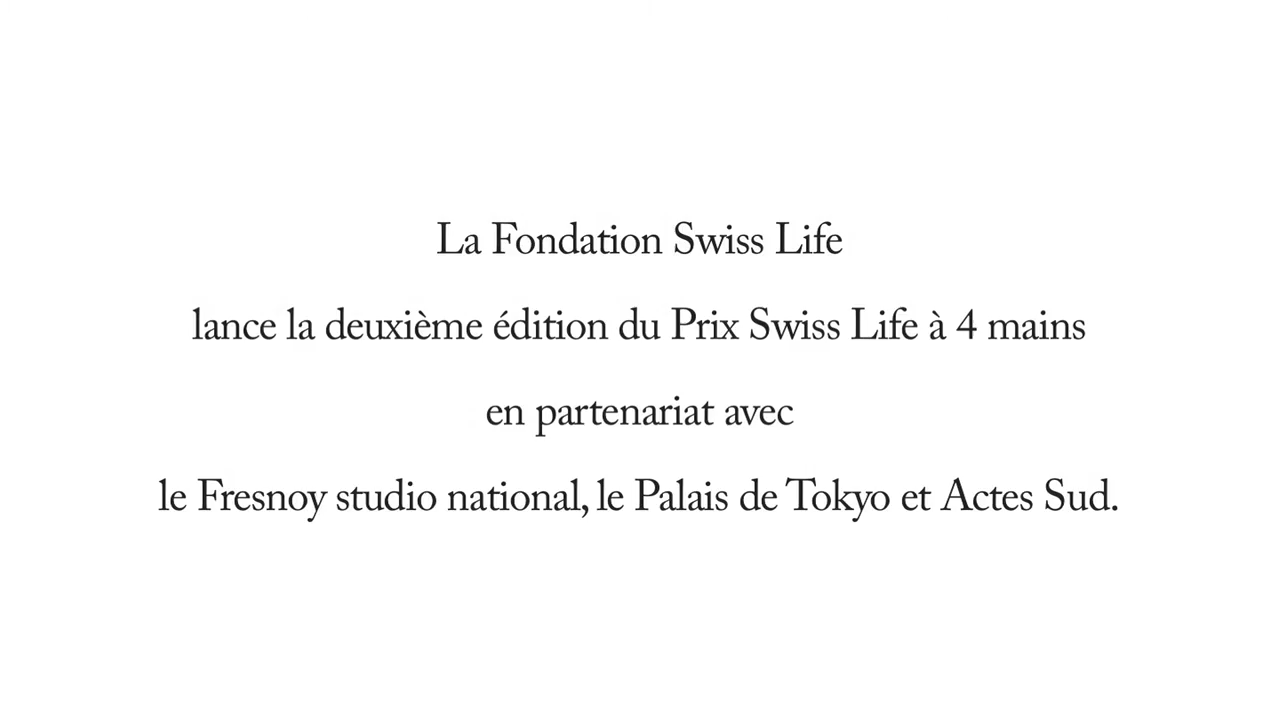 La Fondation Swiss Life
lance la deuxième édition du Prix Swiss Life à 4 mains
en partenariat avec
le Fresnoy studio national, le Palais de Tokyo et Actes Sud.